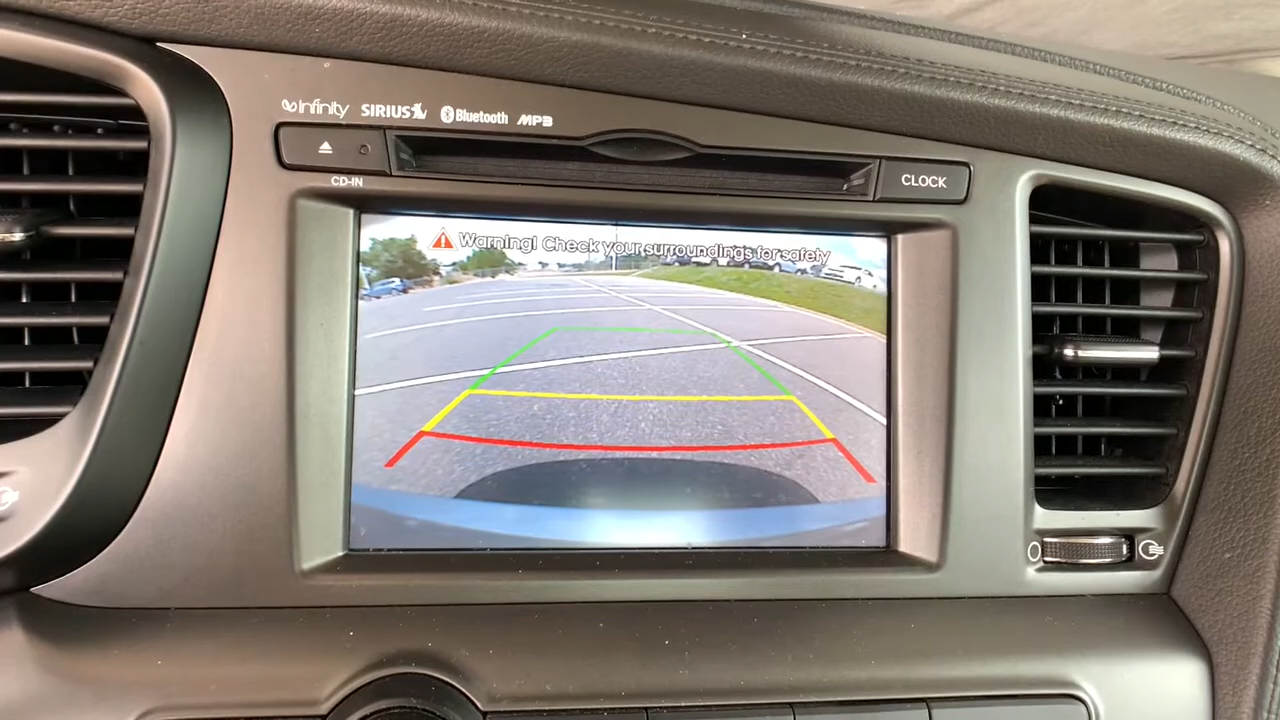 Infinity SIRIUS Bluetooth MP3
CD-IN
CLOCK
Warning! Check your surroundings for safety